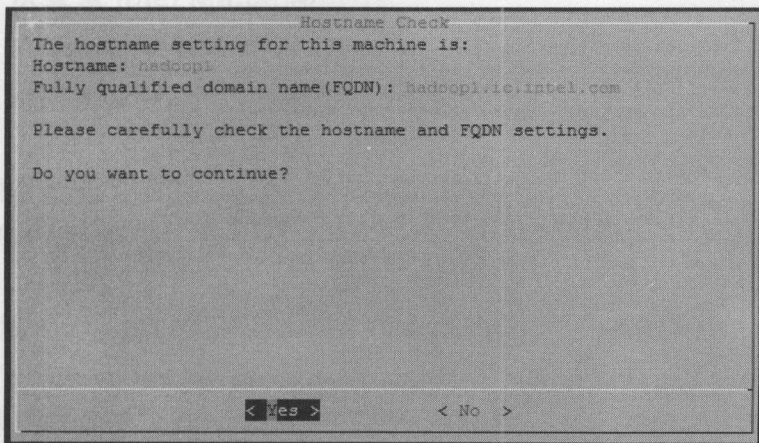 Hostname Check
The hostname setting for this machine is:
Hostname: hadoop1
Fully qualified domain name(FQDN): hadoop1.ic.intel.com
Please carefully check the hostname and FQDN settings.
Do you want to continue?
< Yes > < No >